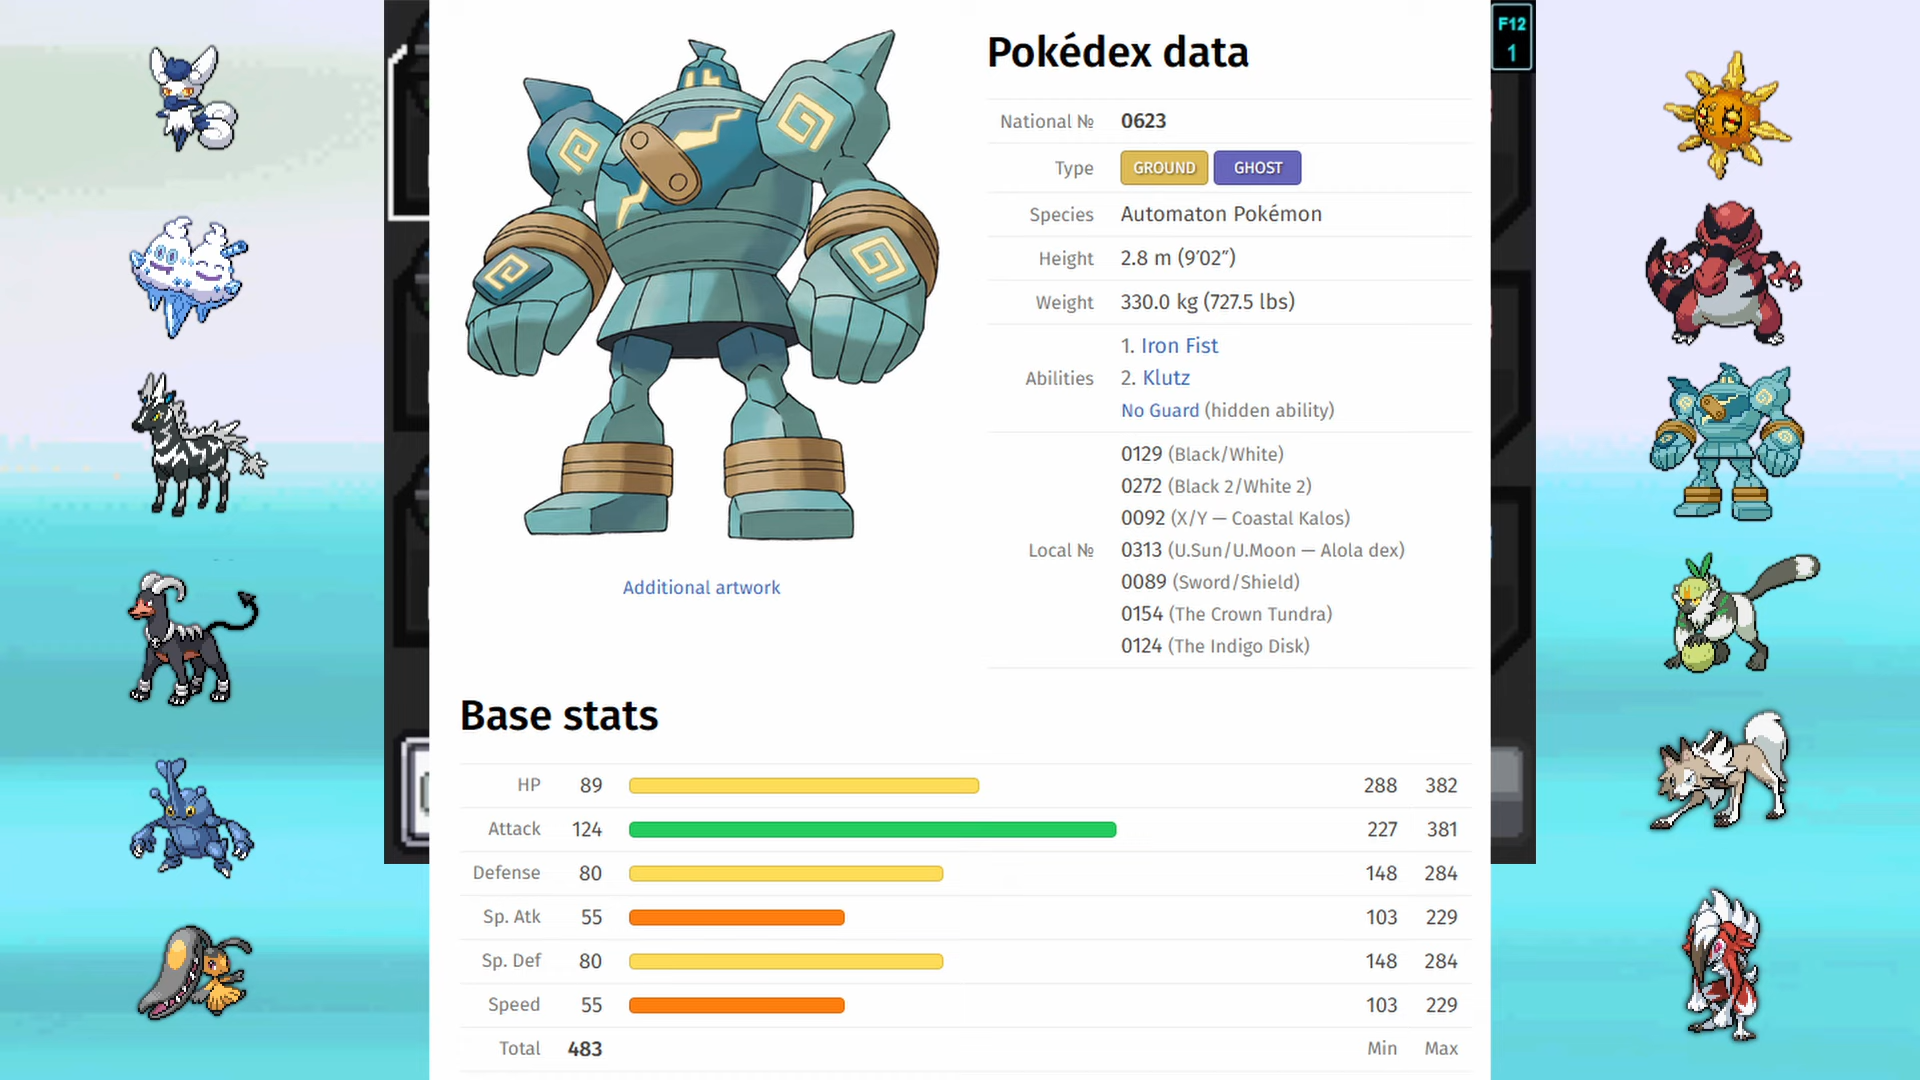 F12
1
Pokédex data
National № 0623
Type GROUND GHOST
Species Automaton Pokémon
Height 2.8 m (9′02″)
Weight 330.0 kg (727.5 lbs)
Abilities 1. Iron Fist
2. Klutz
No Guard (hidden ability)
Local № 0129 (Black/White)
0272 (Black 2/White 2)
0092 (X/Y — Coastal Kalos)
0313 (U.Sun/U.Moon — Alola dex)
0089 (Sword/Shield)
0154 (The Crown Tundra)
0124 (The Indigo Disk)
Additional artwork
Base stats
HP 89 288 382
Attack 124 227 381
Defense 80 148 284
Sp. Atk 55 103 229
Sp. Def 80 148 284
Speed 55 103 229
Total 483 Min Max